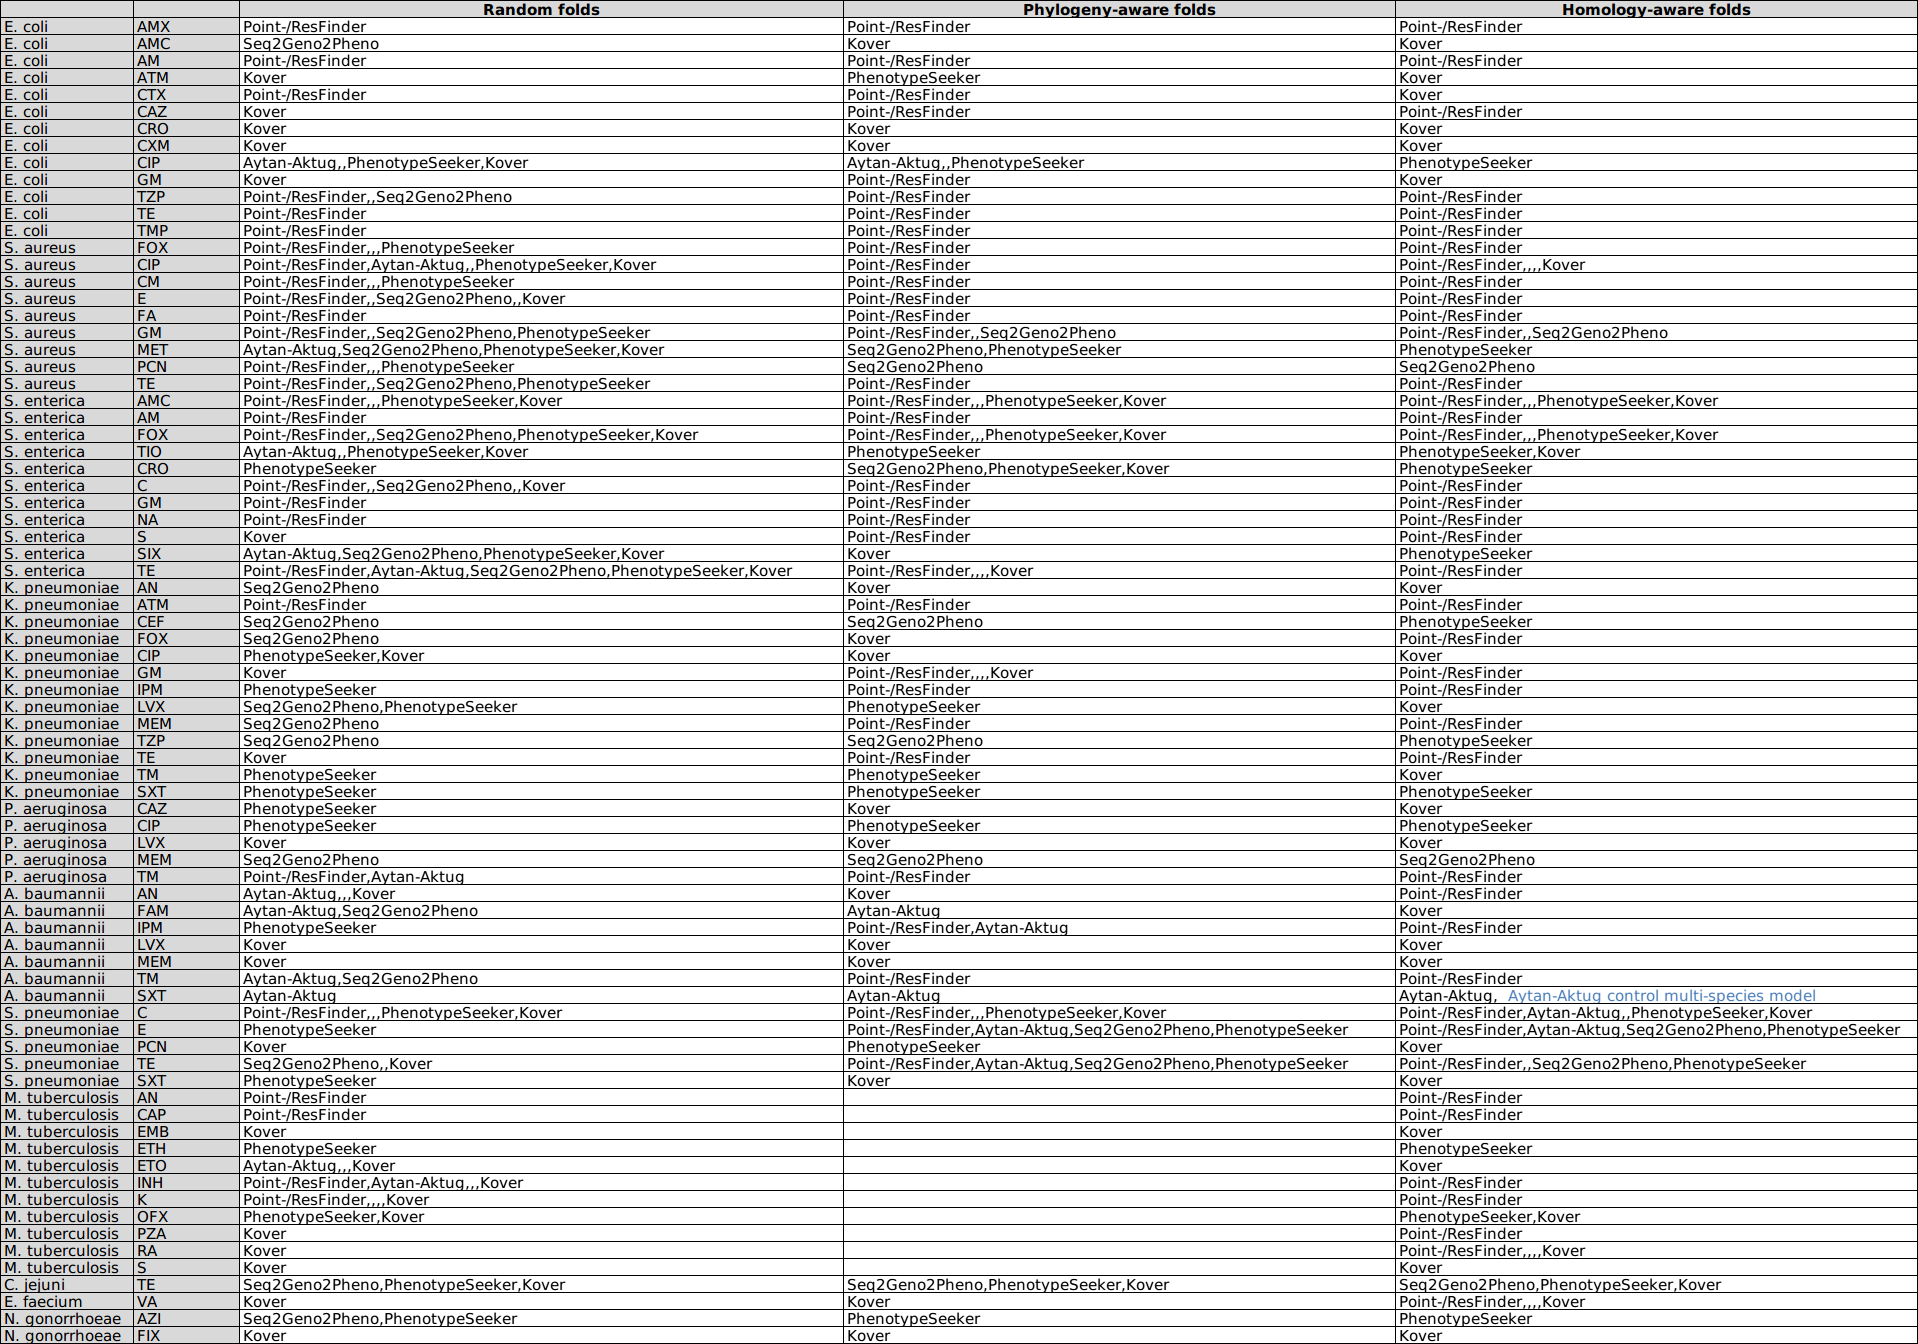 Random folds Phylogeny-aware folds Homology-aware folds
E. coli AMX Point-/ResFinder Point-/ResFinder Point-/ResFinder
E. coli AMC Seq2Geno2Pheno Kover Kover
E. coli AM Point-/ResFinder Point-/ResFinder Point-/ResFinder
E. coli ATM Kover PhenotypeSeeker Kover
E. coli CTX Point-/ResFinder Point-/ResFinder Kover
E. coli CAZ Kover Point-/ResFinder Point-/ResFinder
E. coli CRO Kover Kover Kover
E. coli CXM Kover Kover Kover
E. coli CIP Aytan-Aktug,,PhenotypeSeeker,Kover Aytan-Aktug,,PhenotypeSeeker PhenotypeSeeker
E. coli GM Kover Point-/ResFinder Kover
E. coli TZP Point-/ResFinder,,Seq2Geno2Pheno Point-/ResFinder Point-/ResFinder
E. coli TE Point-/ResFinder Point-/ResFinder Point-/ResFinder
E. coli TMP Point-/ResFinder Point-/ResFinder Point-/ResFinder
S. aureus FOX Point-/ResFinder,,,PhenotypeSeeker Point-/ResFinder Point-/ResFinder
S. aureus CIP Point-/ResFinder,Aytan-Aktug,,PhenotypeSeeker,Kover Point-/ResFinder Point-/ResFinder,,,,Kover
S. aureus CM Point-/ResFinder,,,PhenotypeSeeker Point-/ResFinder Point-/ResFinder
S. aureus E Point-/ResFinder,,Seq2Geno2Pheno,,Kover Point-/ResFinder Point-/ResFinder
S. aureus FA Point-/ResFinder Point-/ResFinder Point-/ResFinder
S. aureus GM Point-/ResFinder,,Seq2Geno2Pheno,PhenotypeSeeker Point-/ResFinder,,Seq2Geno2Pheno Point-/ResFinder,,Seq2Geno2Pheno
S. aureus MET Aytan-Aktug,Seq2Geno2Pheno,PhenotypeSeeker,Kover Seq2Geno2Pheno,PhenotypeSeeker PhenotypeSeeker
S. aureus PCN Point-/ResFinder,,,PhenotypeSeeker Seq2Geno2Pheno Seq2Geno2Pheno
S. aureus TE Point-/ResFinder,,Seq2Geno2Pheno,PhenotypeSeeker Point-/ResFinder Point-/ResFinder
S. enterica AMC Point-/ResFinder,,,PhenotypeSeeker,Kover Point-/ResFinder,,,PhenotypeSeeker,Kover Point-/ResFinder,,,PhenotypeSeeker,Kover
S. enterica AM Point-/ResFinder Point-/ResFinder Point-/ResFinder
S. enterica FOX Point-/ResFinder,,Seq2Geno2Pheno,PhenotypeSeeker,Kover Point-/ResFinder,,,PhenotypeSeeker,Kover Point-/ResFinder,,,PhenotypeSeeker,Kover
S. enterica TIO Aytan-Aktug,,PhenotypeSeeker,Kover PhenotypeSeeker PhenotypeSeeker,Kover
S. enterica CRO PhenotypeSeeker Seq2Geno2Pheno,PhenotypeSeeker,Kover PhenotypeSeeker
S. enterica C Point-/ResFinder,,Seq2Geno2Pheno,,Kover Point-/ResFinder Point-/ResFinder
S. enterica GM Point-/ResFinder Point-/ResFinder Point-/ResFinder
S. enterica NA Point-/ResFinder Point-/ResFinder Point-/ResFinder
S. enterica S Kover Point-/ResFinder Point-/ResFinder
S. enterica SIX Aytan-Aktug,Seq2Geno2Pheno,PhenotypeSeeker,Kover Kover PhenotypeSeeker
S. enterica TE Point-/ResFinder,Aytan-Aktug,Seq2Geno2Pheno,PhenotypeSeeker,Kover Point-/ResFinder,,,,Kover Point-/ResFinder
K. pneumoniae AN Seq2Geno2Pheno Kover Kover
K. pneumoniae ATM Point-/ResFinder Point-/ResFinder Point-/ResFinder
K. pneumoniae CEF Seq2Geno2Pheno Seq2Geno2Pheno PhenotypeSeeker
K. pneumoniae FOX Seq2Geno2Pheno Kover Point-/ResFinder
K. pneumoniae CIP PhenotypeSeeker,Kover Kover Kover
K. pneumoniae GM Kover Point-/ResFinder,,,,Kover Point-/ResFinder
K. pneumoniae IPM PhenotypeSeeker Point-/ResFinder Point-/ResFinder
K. pneumoniae LVX Seq2Geno2Pheno,PhenotypeSeeker PhenotypeSeeker Kover
K. pneumoniae MEM Seq2Geno2Pheno Point-/ResFinder Point-/ResFinder
K. pneumoniae TZP Seq2Geno2Pheno Seq2Geno2Pheno PhenotypeSeeker
K. pneumoniae TE Kover Point-/ResFinder Point-/ResFinder
K. pneumoniae TM PhenotypeSeeker PhenotypeSeeker Kover
K. pneumoniae SXT PhenotypeSeeker PhenotypeSeeker PhenotypeSeeker
P. aeruginosa CAZ PhenotypeSeeker Kover Kover
P. aeruginosa CIP PhenotypeSeeker PhenotypeSeeker PhenotypeSeeker
P. aeruginosa LVX Kover Kover Kover
P. aeruginosa MEM Seq2Geno2Pheno Seq2Geno2Pheno Seq2Geno2Pheno
P. aeruginosa TM Point-/ResFinder,Aytan-Aktug Point-/ResFinder Point-/ResFinder
A. baumannii AN Aytan-Aktug,,,Kover Kover Point-/ResFinder
A. baumannii FAM Aytan-Aktug,Seq2Geno2Pheno Aytan-Aktug Kover
A. baumannii IPM PhenotypeSeeker Point-/ResFinder,Aytan-Aktug Point-/ResFinder
A. baumannii LVX Kover Kover Kover
A. baumannii MEM Kover Kover Kover
A. baumannii TM Aytan-Aktug,Seq2Geno2Pheno Point-/ResFinder Point-/ResFinder
A. baumannii SXT Aytan-Aktug Aytan-Aktug Aytan-Aktug, Aytan-Aktug control multi-species model
S. pneumoniae C Point-/ResFinder,,,PhenotypeSeeker,Kover Point-/ResFinder,,,PhenotypeSeeker,Kover Point-/ResFinder,Aytan-Aktug,,PhenotypeSeeker,Kover
S. pneumoniae E PhenotypeSeeker Point-/ResFinder,Aytan-Aktug,Seq2Geno2Pheno,PhenotypeSeeker Point-/ResFinder,Aytan-Aktug,Seq2Geno2Pheno,PhenotypeSeeker
S. pneumoniae PCN Kover PhenotypeSeeker Kover
S. pneumoniae TE Seq2Geno2Pheno,,Kover Point-/ResFinder,Aytan-Aktug,Seq2Geno2Pheno,PhenotypeSeeker Point-/ResFinder,,Seq2Geno2Pheno,PhenotypeSeeker
S. pneumoniae SXT PhenotypeSeeker Kover Kover
M. tuberculosis AN Point-/ResFinder Point-/ResFinder
M. tuberculosis CAP Point-/ResFinder Point-/ResFinder
M. tuberculosis EMB Kover Kover
M. tuberculosis ETH PhenotypeSeeker PhenotypeSeeker
M. tuberculosis ETO Aytan-Aktug,,,Kover Kover
M. tuberculosis INH Point-/ResFinder,Aytan-Aktug,,,Kover Point-/ResFinder
M. tuberculosis K Point-/ResFinder,,,,Kover Point-/ResFinder
M. tuberculosis OFX PhenotypeSeeker,Kover PhenotypeSeeker,Kover
M. tuberculosis PZA Kover Point-/ResFinder
M. tuberculosis RA Kover Point-/ResFinder,,,,Kover
M. tuberculosis S Kover Kover
C. jejuni TE Seq2Geno2Pheno,PhenotypeSeeker,Kover Seq2Geno2Pheno,PhenotypeSeeker,Kover Seq2Geno2Pheno,PhenotypeSeeker,Kover
E. faecium VA Kover Kover Point-/ResFinder,,,,Kover
N. gonorrhoeae AZI Seq2Geno2Pheno,PhenotypeSeeker PhenotypeSeeker PhenotypeSeeker
N. gonorrhoeae FIX Kover Kover Kover